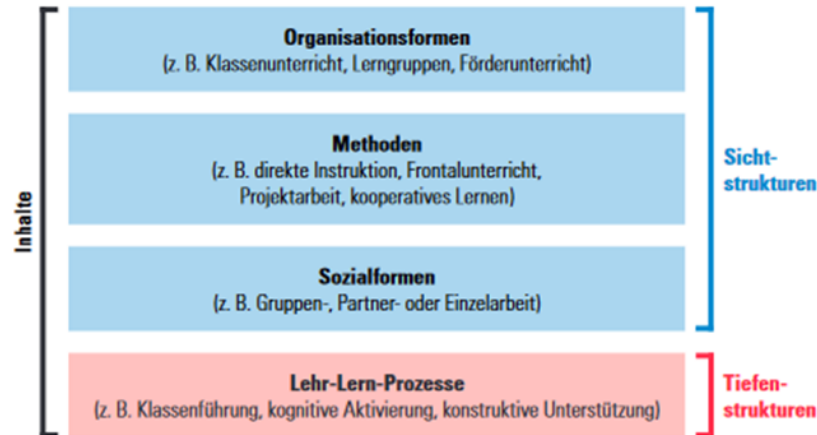 Organisationsformen
(z. B. Klassenunterricht, Lerngruppen, Förderunterricht)
Methoden
(z. B. direkte Instruktion, Frontalunterricht,
Projektarbeit, kooperatives Lernen)
Sozialformen
(z. B. Gruppen-, Partner- oder Einzelarbeit)
Lehr-Lern-Prozesse
(z. B. Klassenführung, kognitive Aktivierung, konstruktive Unterstützung)
Inhalte
Sicht-
strukturen
Tiefen-
strukturen